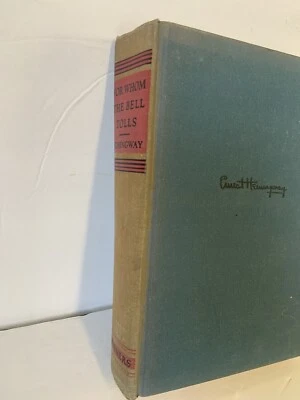 FOR WHOM
THE BELL
TOLLS
HEMINGWAY
Ernest Hemingway